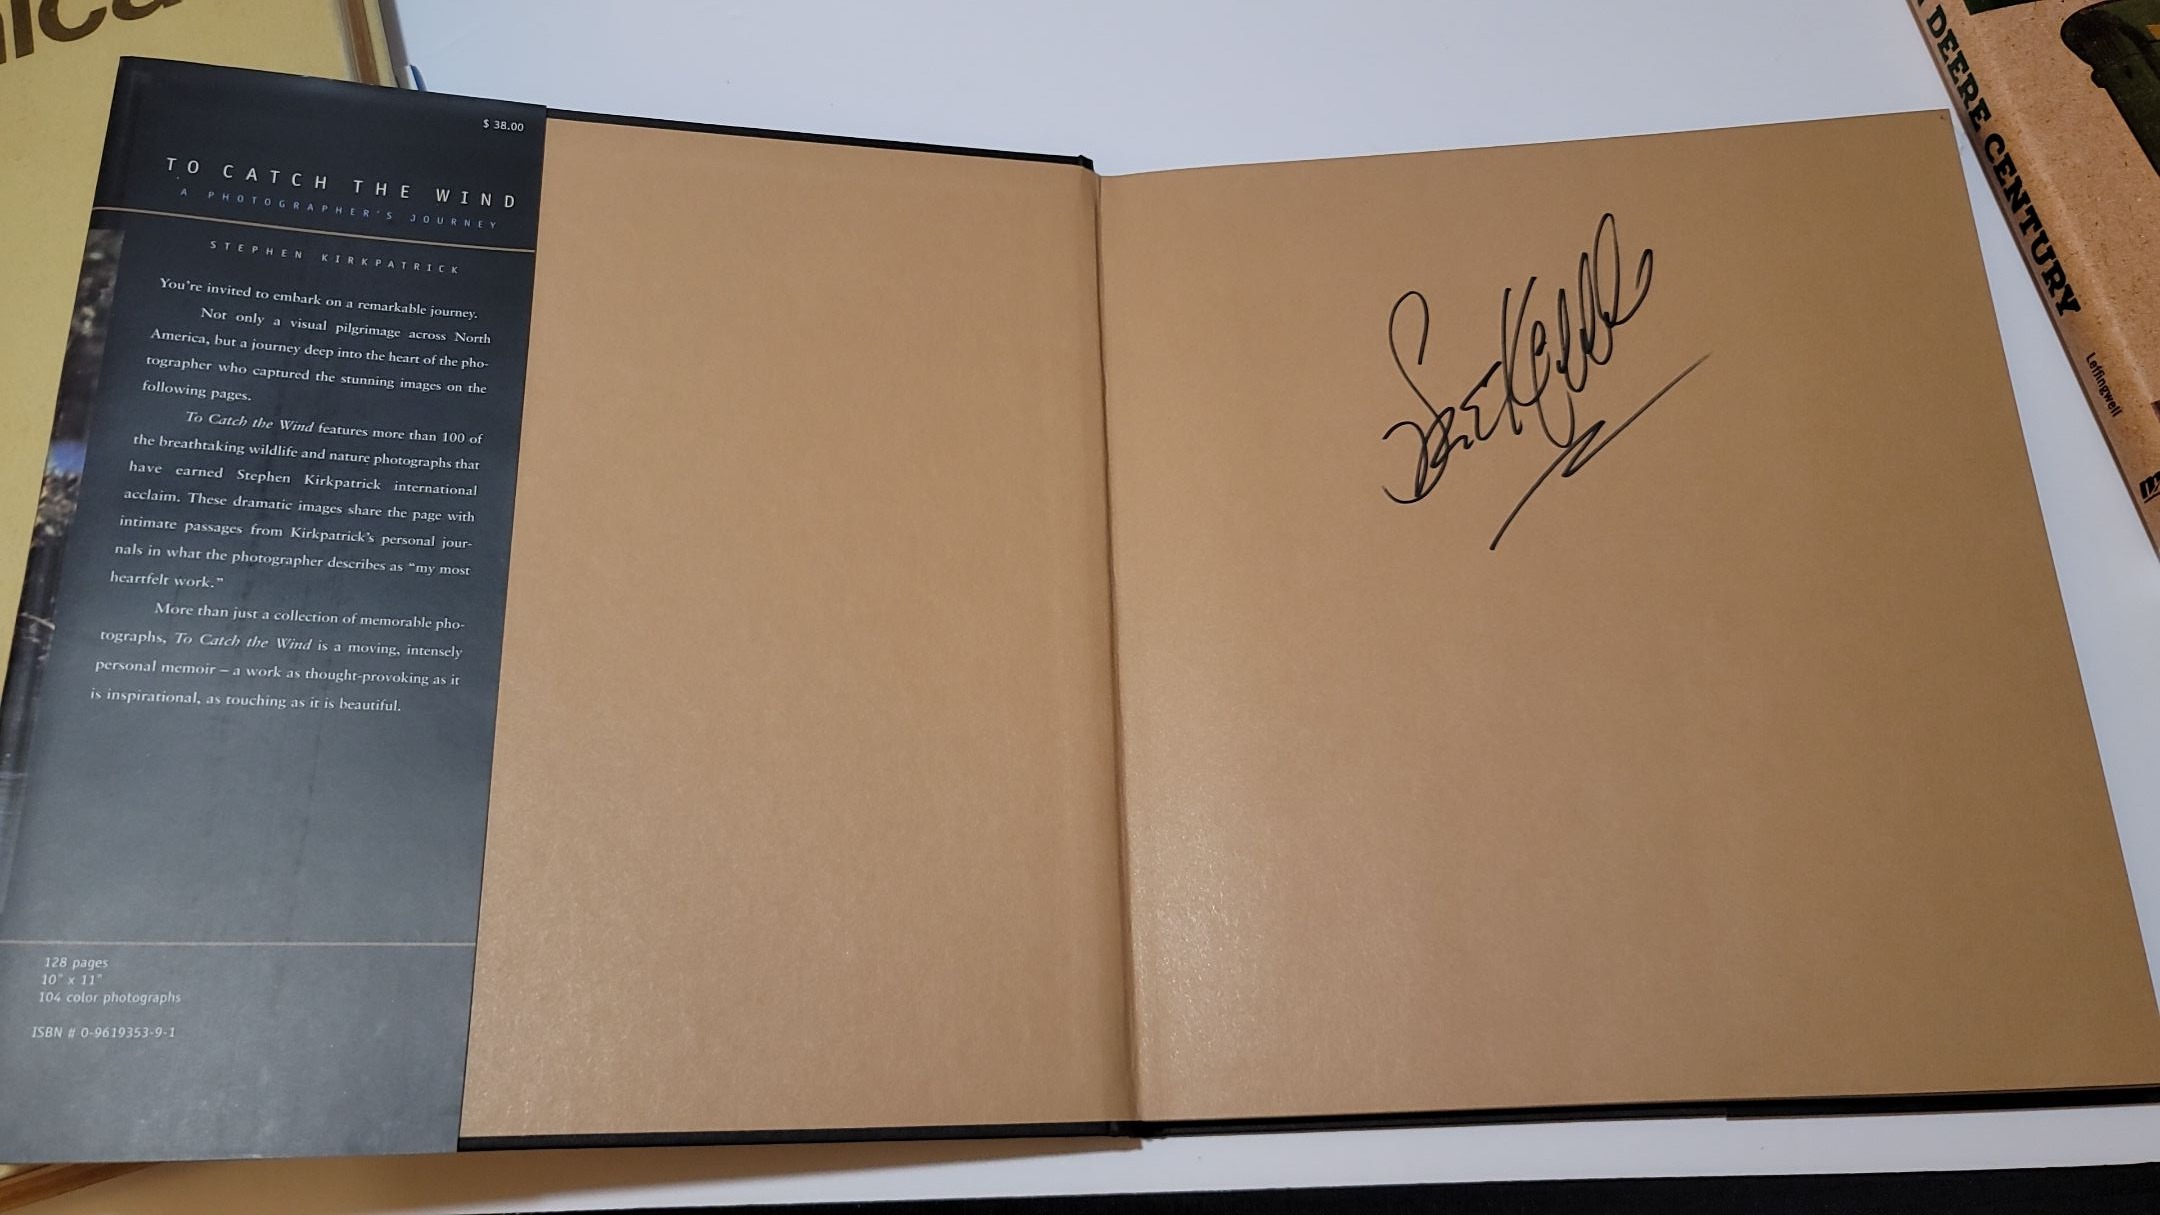 $ 38.00
TO CATCH THE WIND
A PHOTOGRAPHER'S JOURNEY
STEPHEN KIRKPATRICK
You're invited to embark on a remarkable journey.
Not only a visual pilgrimage across North
America, but a journey deep into the heart of the pho-
tographer who captured the stunning images on the
following pages.
To Catch the Wind features more than 100 of
the breathtaking wildlife and nature photographs that
have earned Stephen Kirkpatrick international
acclaim. These dramatic images share the page with
intimate passages from Kirkpatrick's personal jour-
nals in what the photographer describes as "my most
heartfelt work."
More than just a collection of memorable pho-
tographs, To Catch the Wind is a moving, intensely
personal memoir – a work as thought-provoking as it
is inspirational, as touching as it is beautiful.
128 pages
10" x 11"
104 color photographs
ISBN # 0-9619353-9-1
DEERE CENTURY
Leffingwell